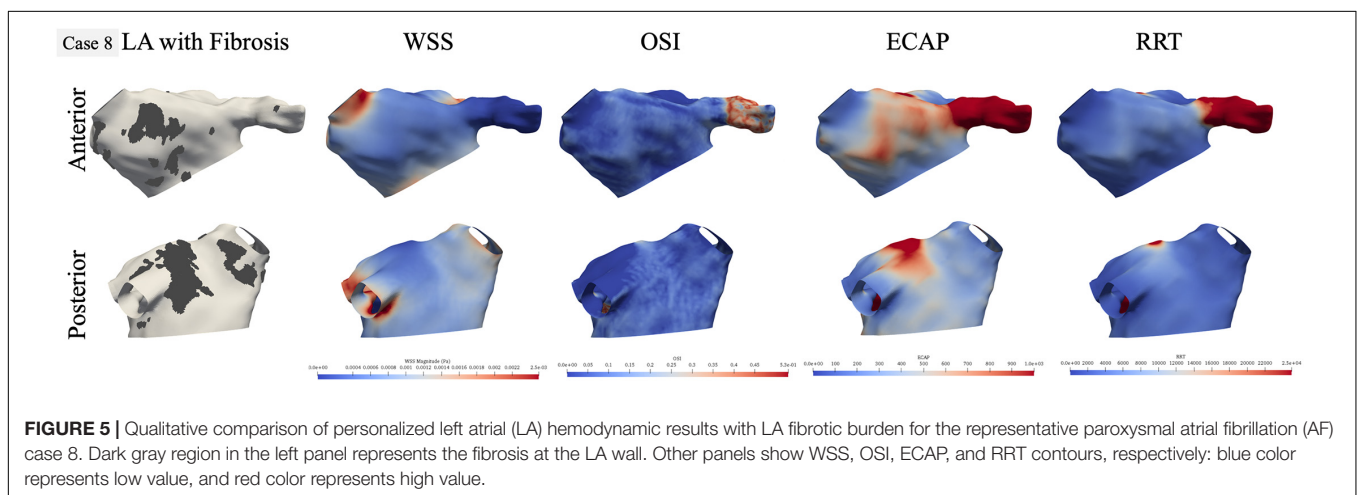 Case 8 LA with Fibrosis WSS OSI ECAP RRT
Anterior
Posterior
WSS Magnitude (Pa)
0.0e+00 0.0004 0.0006 0.0008 0.001 0.0012 0.0014 0.0016 0.0018 0.002 0.0022 2.5e-03
OSI
0.0e+00 0.05 0.1 0.15 0.2 0.25 0.3 0.35 0.4 0.45 5.3e-01
ECAP
0.0e+00 100 200 300 400 500 600 700 800 900 1.0e+03
RRT
0.0e+00 2000 4000 6000 8000 10000 12000 14000 16000 18000 20000 22000 2.5e+04
FIGURE 5 | Qualitative comparison of personalized left atrial (LA) hemodynamic results with LA fibrotic burden for the representative paroxysmal atrial fibrillation (AF)
case 8. Dark gray region in the left panel represents the fibrosis at the LA wall. Other panels show WSS, OSI, ECAP, and RRT contours, respectively: blue color
represents low value, and red color represents high value.